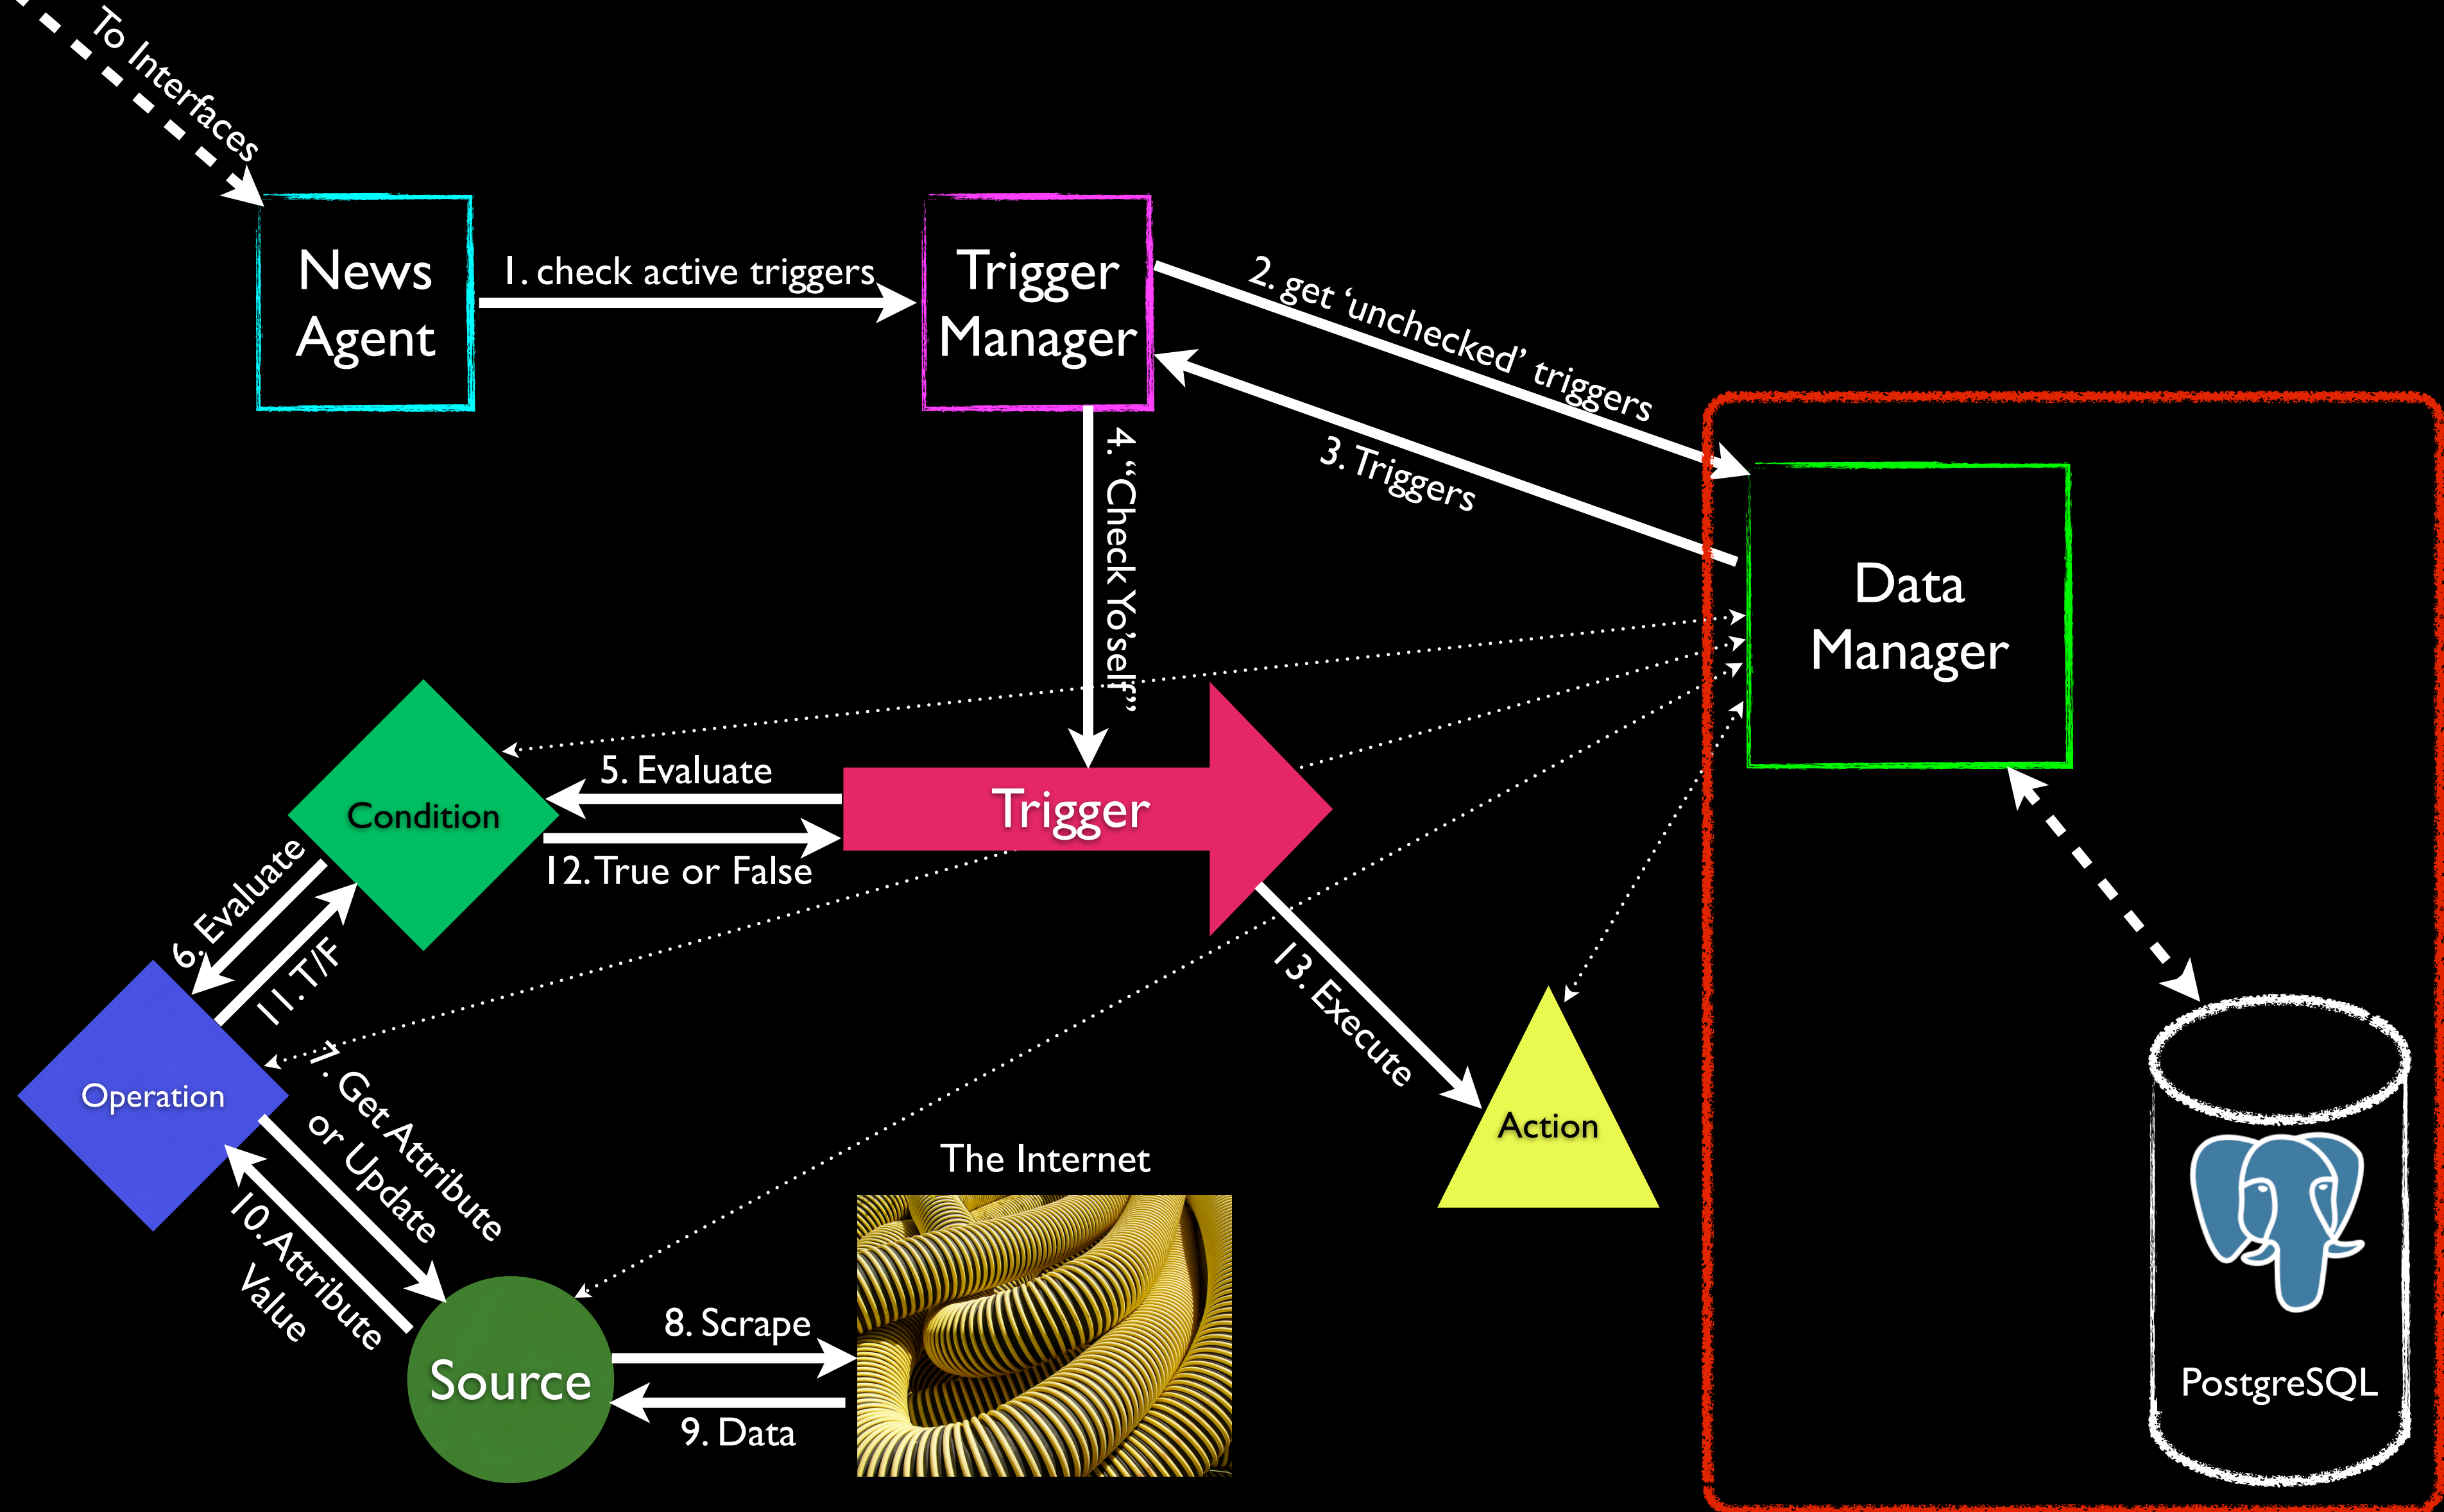 To Interfaces
News
Agent
1. check active triggers
Trigger
Manager
2. get ‘unchecked’ triggers
3. Triggers
4. “Check Yo’self”
Data
Manager
5. Evaluate
Condition
Trigger
12. True or False
6. Evaluate
11. T/F
13. Execute
Operation
7. Get Attribute
or Update
Action
The Internet
10. Attribute
Value
8. Scrape
Source
9. Data
PostgreSQL